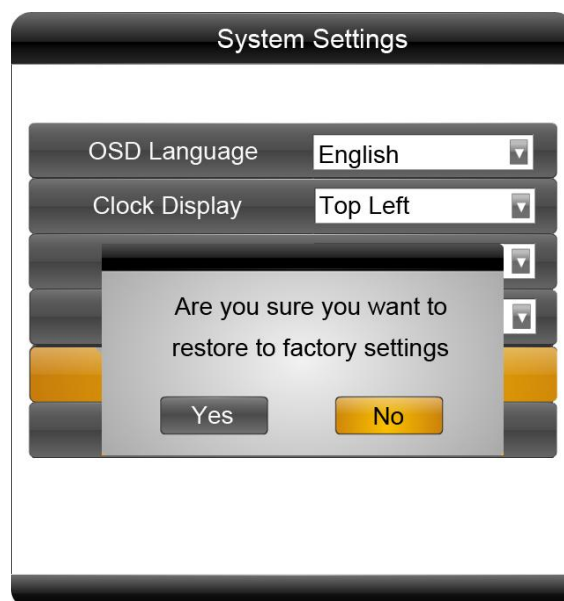 System Settings
OSD Language English
Clock Display Top Left
Are you sure you want to
restore to factory settings
Yes No